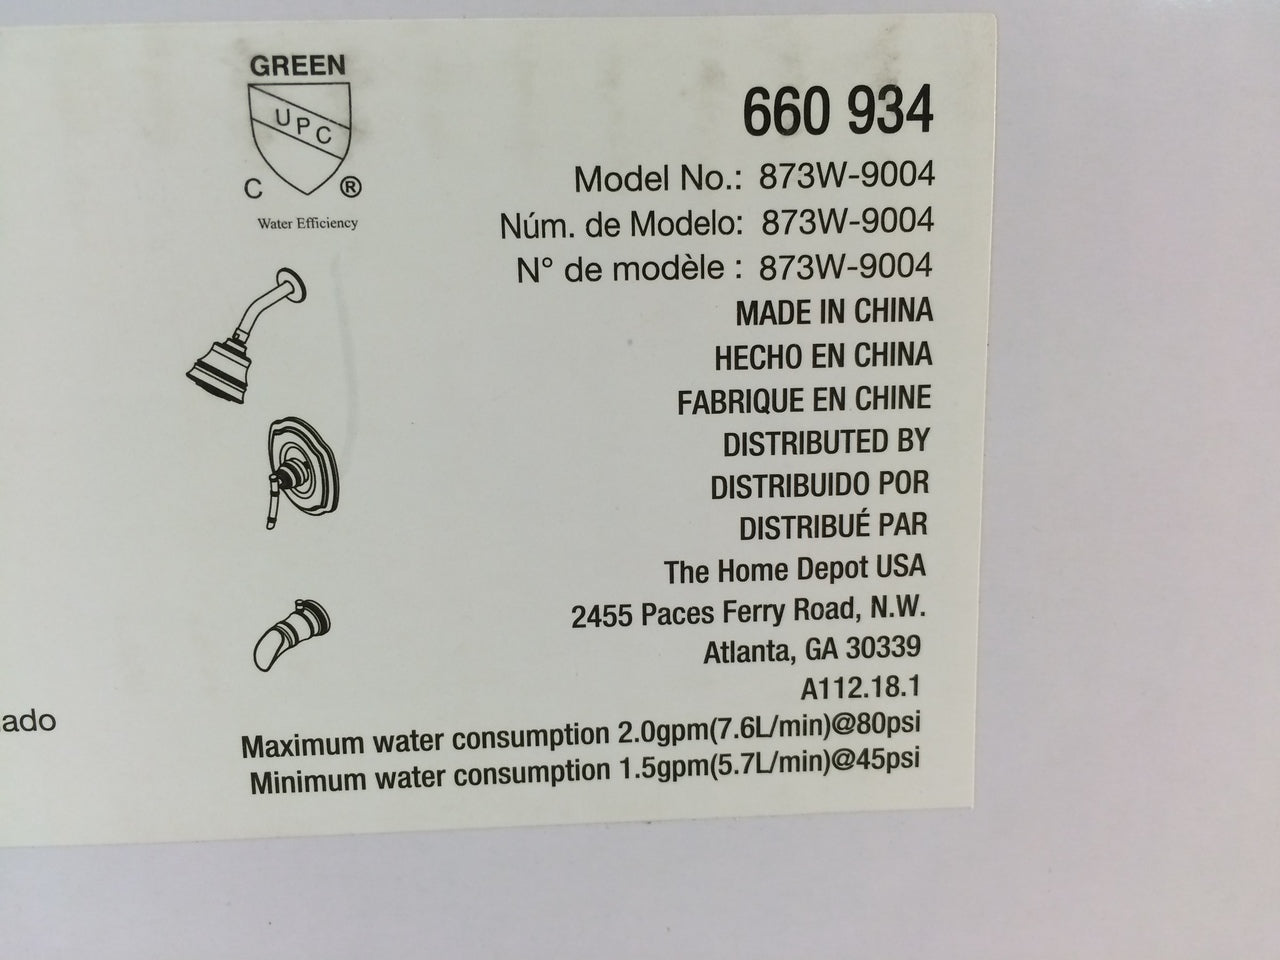 GREEN
UPC
C ®
Water Efficiency
660 934
Model No.: 873W-9004
Núm. de Modelo: 873W-9004
N° de modèle : 873W-9004
MADE IN CHINA
HECHO EN CHINA
FABRIQUE EN CHINE
DISTRIBUTED BY
DISTRIBUIDO POR
DISTRIBUÉ PAR
The Home Depot USA
2455 Paces Ferry Road, N.W.
Atlanta, GA 30339
A112.18.1
ado
Maximum water consumption 2.0gpm(7.6L/min)@80psi
Minimum water consumption 1.5gpm(5.7L/min)@45psi